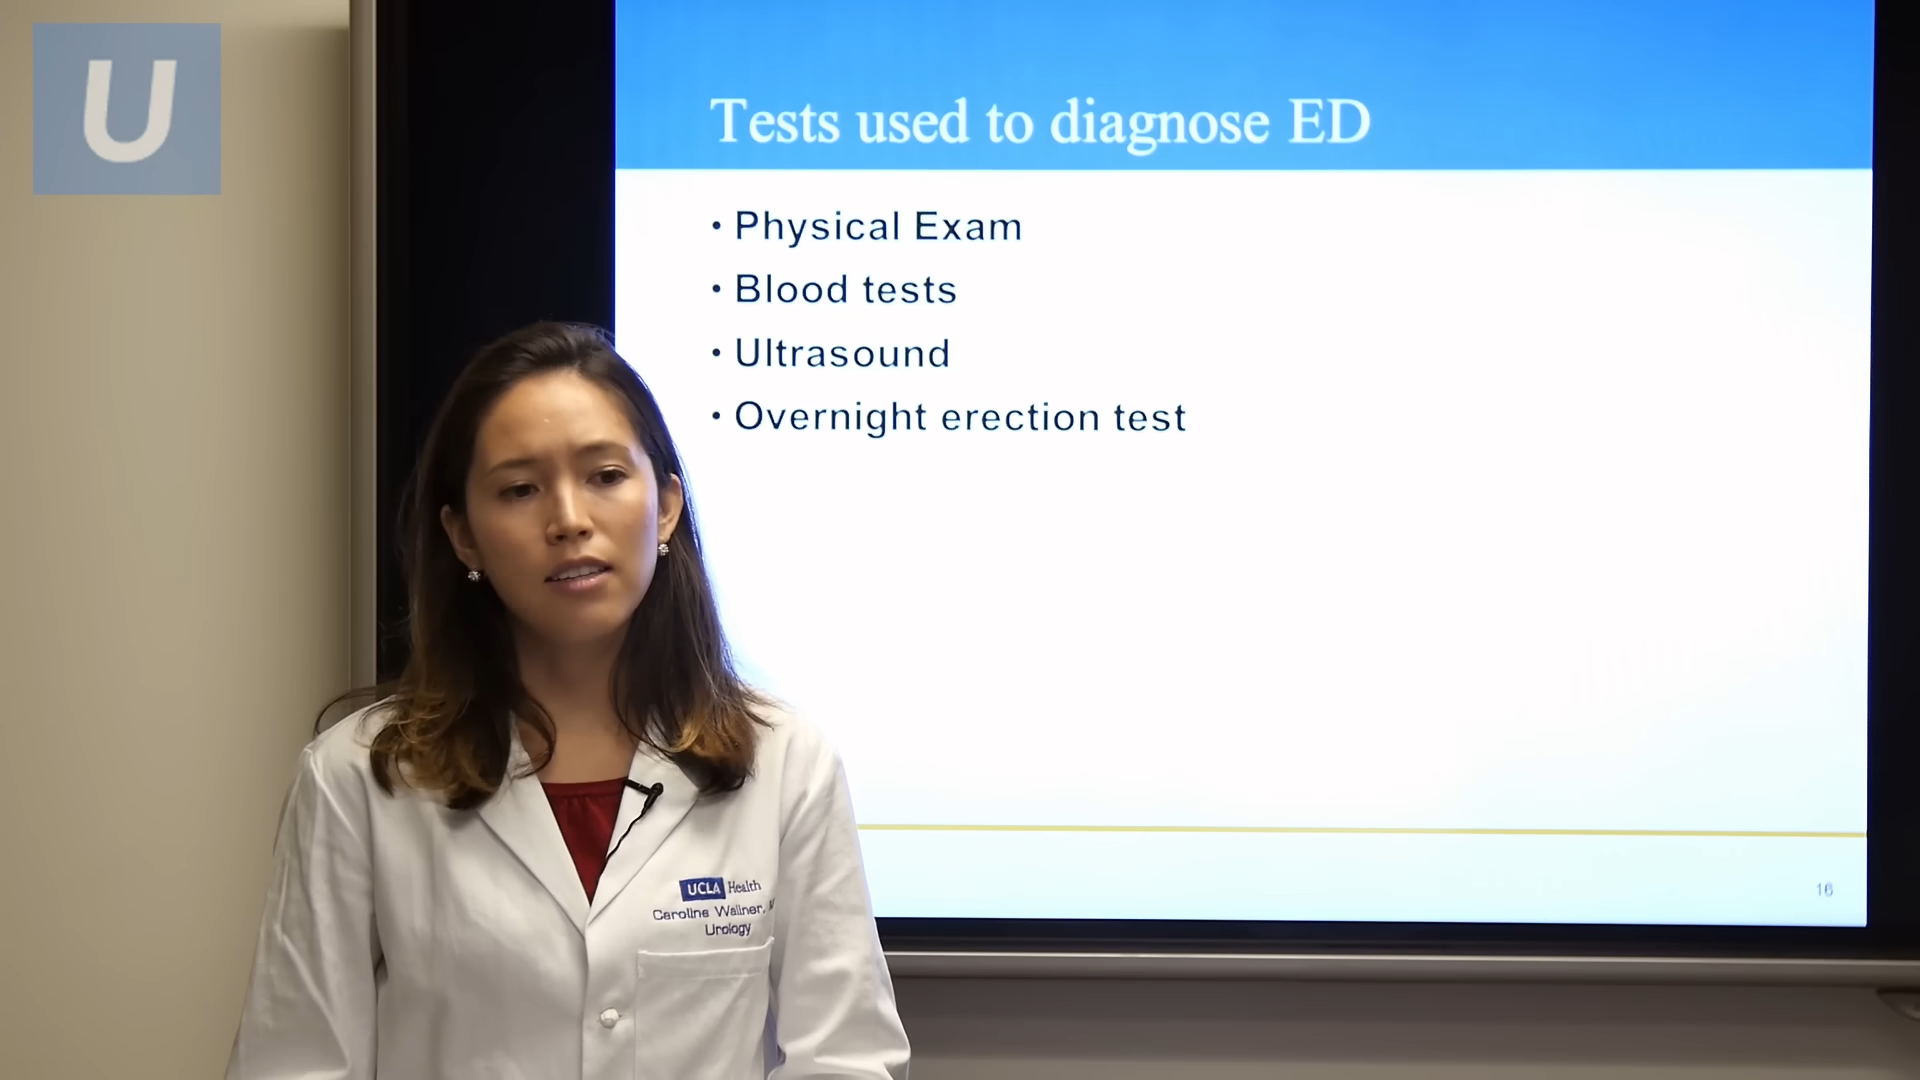 U
Tests used to diagnose ED
• Physical Exam
• Blood tests
• Ultrasound
• Overnight erection test
UCLA Health
Caroline Wallner,
Urology
16